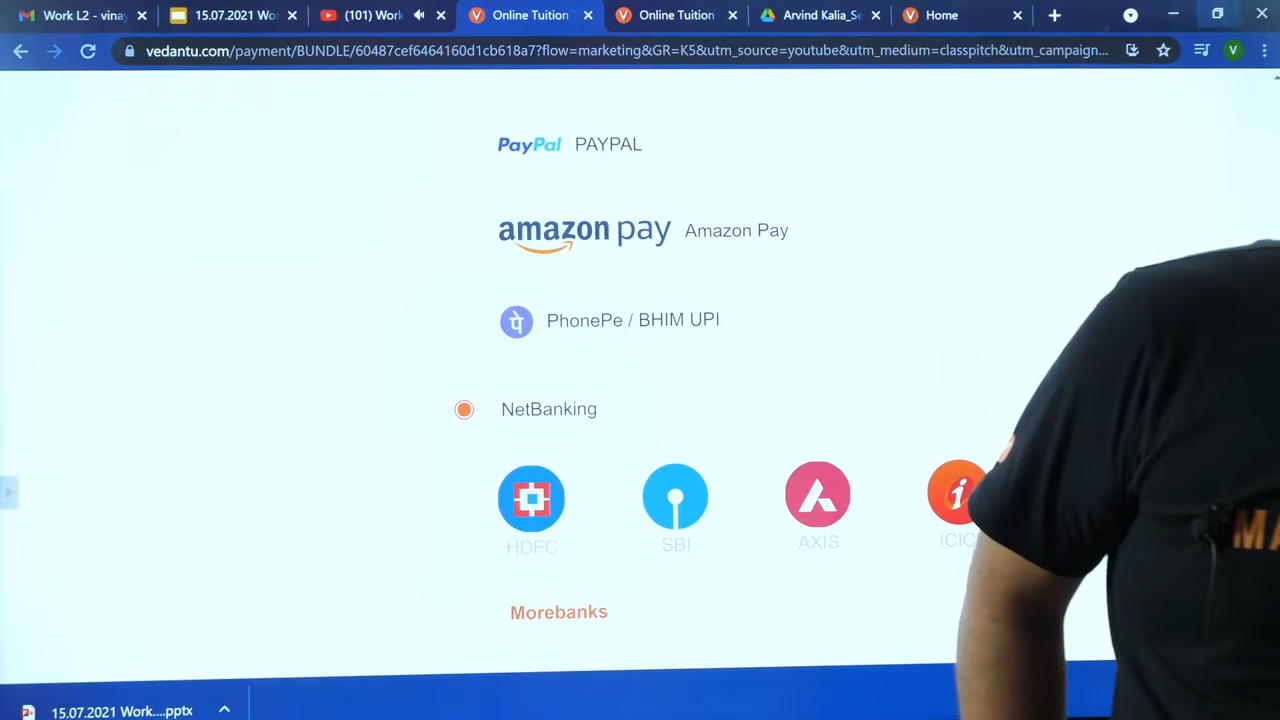 Work L2 - vinay
15.07.2021 Wo
(101) Work
Online Tuition
Online Tuition
Arvind Kalia_Se
Home
vedantu.com/payment/BUNDLE/60487cef6464160d1cb618a7?flow=marketing&GR=K5&utm_source=youtube&utm_medium=classpitch&utm_campaign...
V
PayPal PAYPAL
amazon pay Amazon Pay
पे PhonePe / BHIM UPI
NetBanking
HDFC SBI AXIS ICIC
Morebanks
MA
15.07.2021 Work....pptx